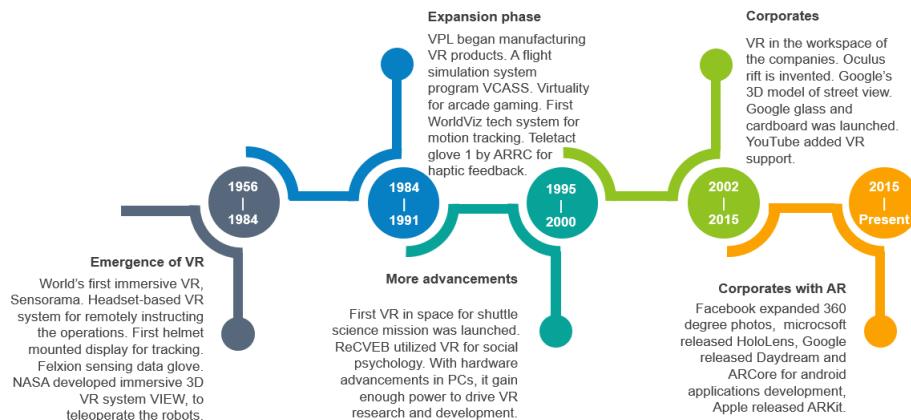 Expansion phase
VPL began manufacturing
VR products. A flight
simulation system
program VCASS. Virtuality
for arcade gaming. First
WorldViz tech system for
motion tracking. Teletact
glove 1 by ARRC for
haptic feedback.
Corporates
VR in the workspace of
the companies. Oculus
rift is invented. Google's
3D model of street view.
Google glass and
cardboard was launched.
YouTube added VR
support.
1956
1984
1984
1991
1995
2000
2002
2015
2015
Present
Emergence of VR
World's first immersive VR,
Sensorama. Headset-based VR
system for remotely instructing
the operations. First helmet
mounted display for tracking.
Felxion sensing data glove.
NASA developed immersive 3D
VR system VIEW, to
teleoperate the robots.
More advancements
First VR in space for shuttle
science mission was launched.
ReCVEB utilized VR for social
psychology. With hardware
advancements in PCs, it gain
enough power to drive VR
research and development.
Corporates with AR
Facebook expanded 360
degree photos, microcsoft
released HoloLens, Google
released Daydream and
ARCore for android
applications development,
Apple released ARKit.